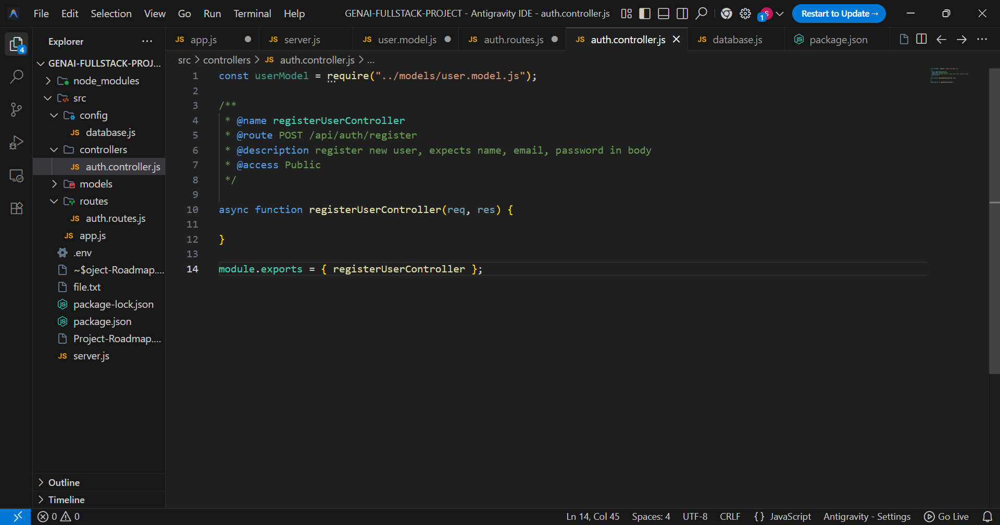 File Edit Selection View Go Run Terminal Help GENAI-FULLSTACK-PROJECT - Antigravity IDE - auth.controller.js 1 S Restart to Update→
4
Explorer ...
JS app.js JS server.js JS user.model.js JS auth.routes.js JS auth.controller.js JS database.js package.json
src > controllers > JS auth.controller.js > ...
GENAI-FULLSTACK-PROJ...
node_modules
src
config
JS database.js
controllers
JS auth.controller.js
models
routes
JS auth.routes.js
JS app.js
.env
~$oject-Roadmap....
file.txt
package-lock.json
package.json
Project-Roadmap....
JS server.js
Outline
Timeline
1 const userModel = require("../models/user.model.js");
2
3 /**
4 * @name registerUserController
5 * @route POST /api/auth/register
6 * @description register new user, expects name, email, password in body
7 * @access Public
8 */
9
10 async function registerUserController(req, res) {
11
12 }
13
14 module.exports = { registerUserController };
0 0 Ln 14, Col 45 Spaces: 4 UTF-8 CRLF {} JavaScript Antigravity - Settings Go Live